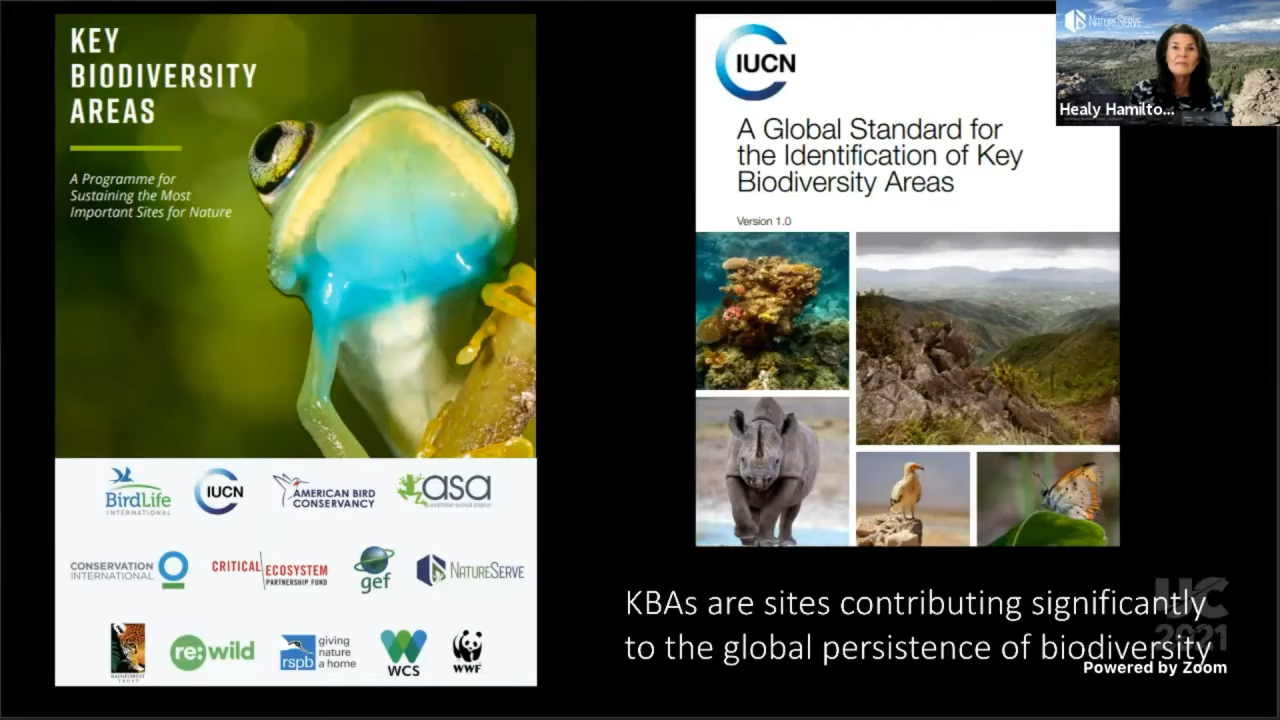 KEY
BIODIVERSITY
AREAS
A Programme for
Sustaining the Most
Important Sites for Nature
BirdLife
INTERNATIONAL
IUCN
AMERICAN BIRD
CONSERVANCY
asa
CONSERVATION
INTERNATIONAL
CRITICAL ECOSYSTEM
PARTNERSHIP FUND
gef
NATURESERVE
RAINFOREST
TRUST
re:wild
rspb
giving
nature
a home
WCS
WWF
IUCN
A Global Standard for
the Identification of Key
Biodiversity Areas
Version 1.0
NATURESERVE
Healy Hamilto...
KBAs are sites contributing significantly
to the global persistence of biodiversity
UC
2021
Powered by Zoom